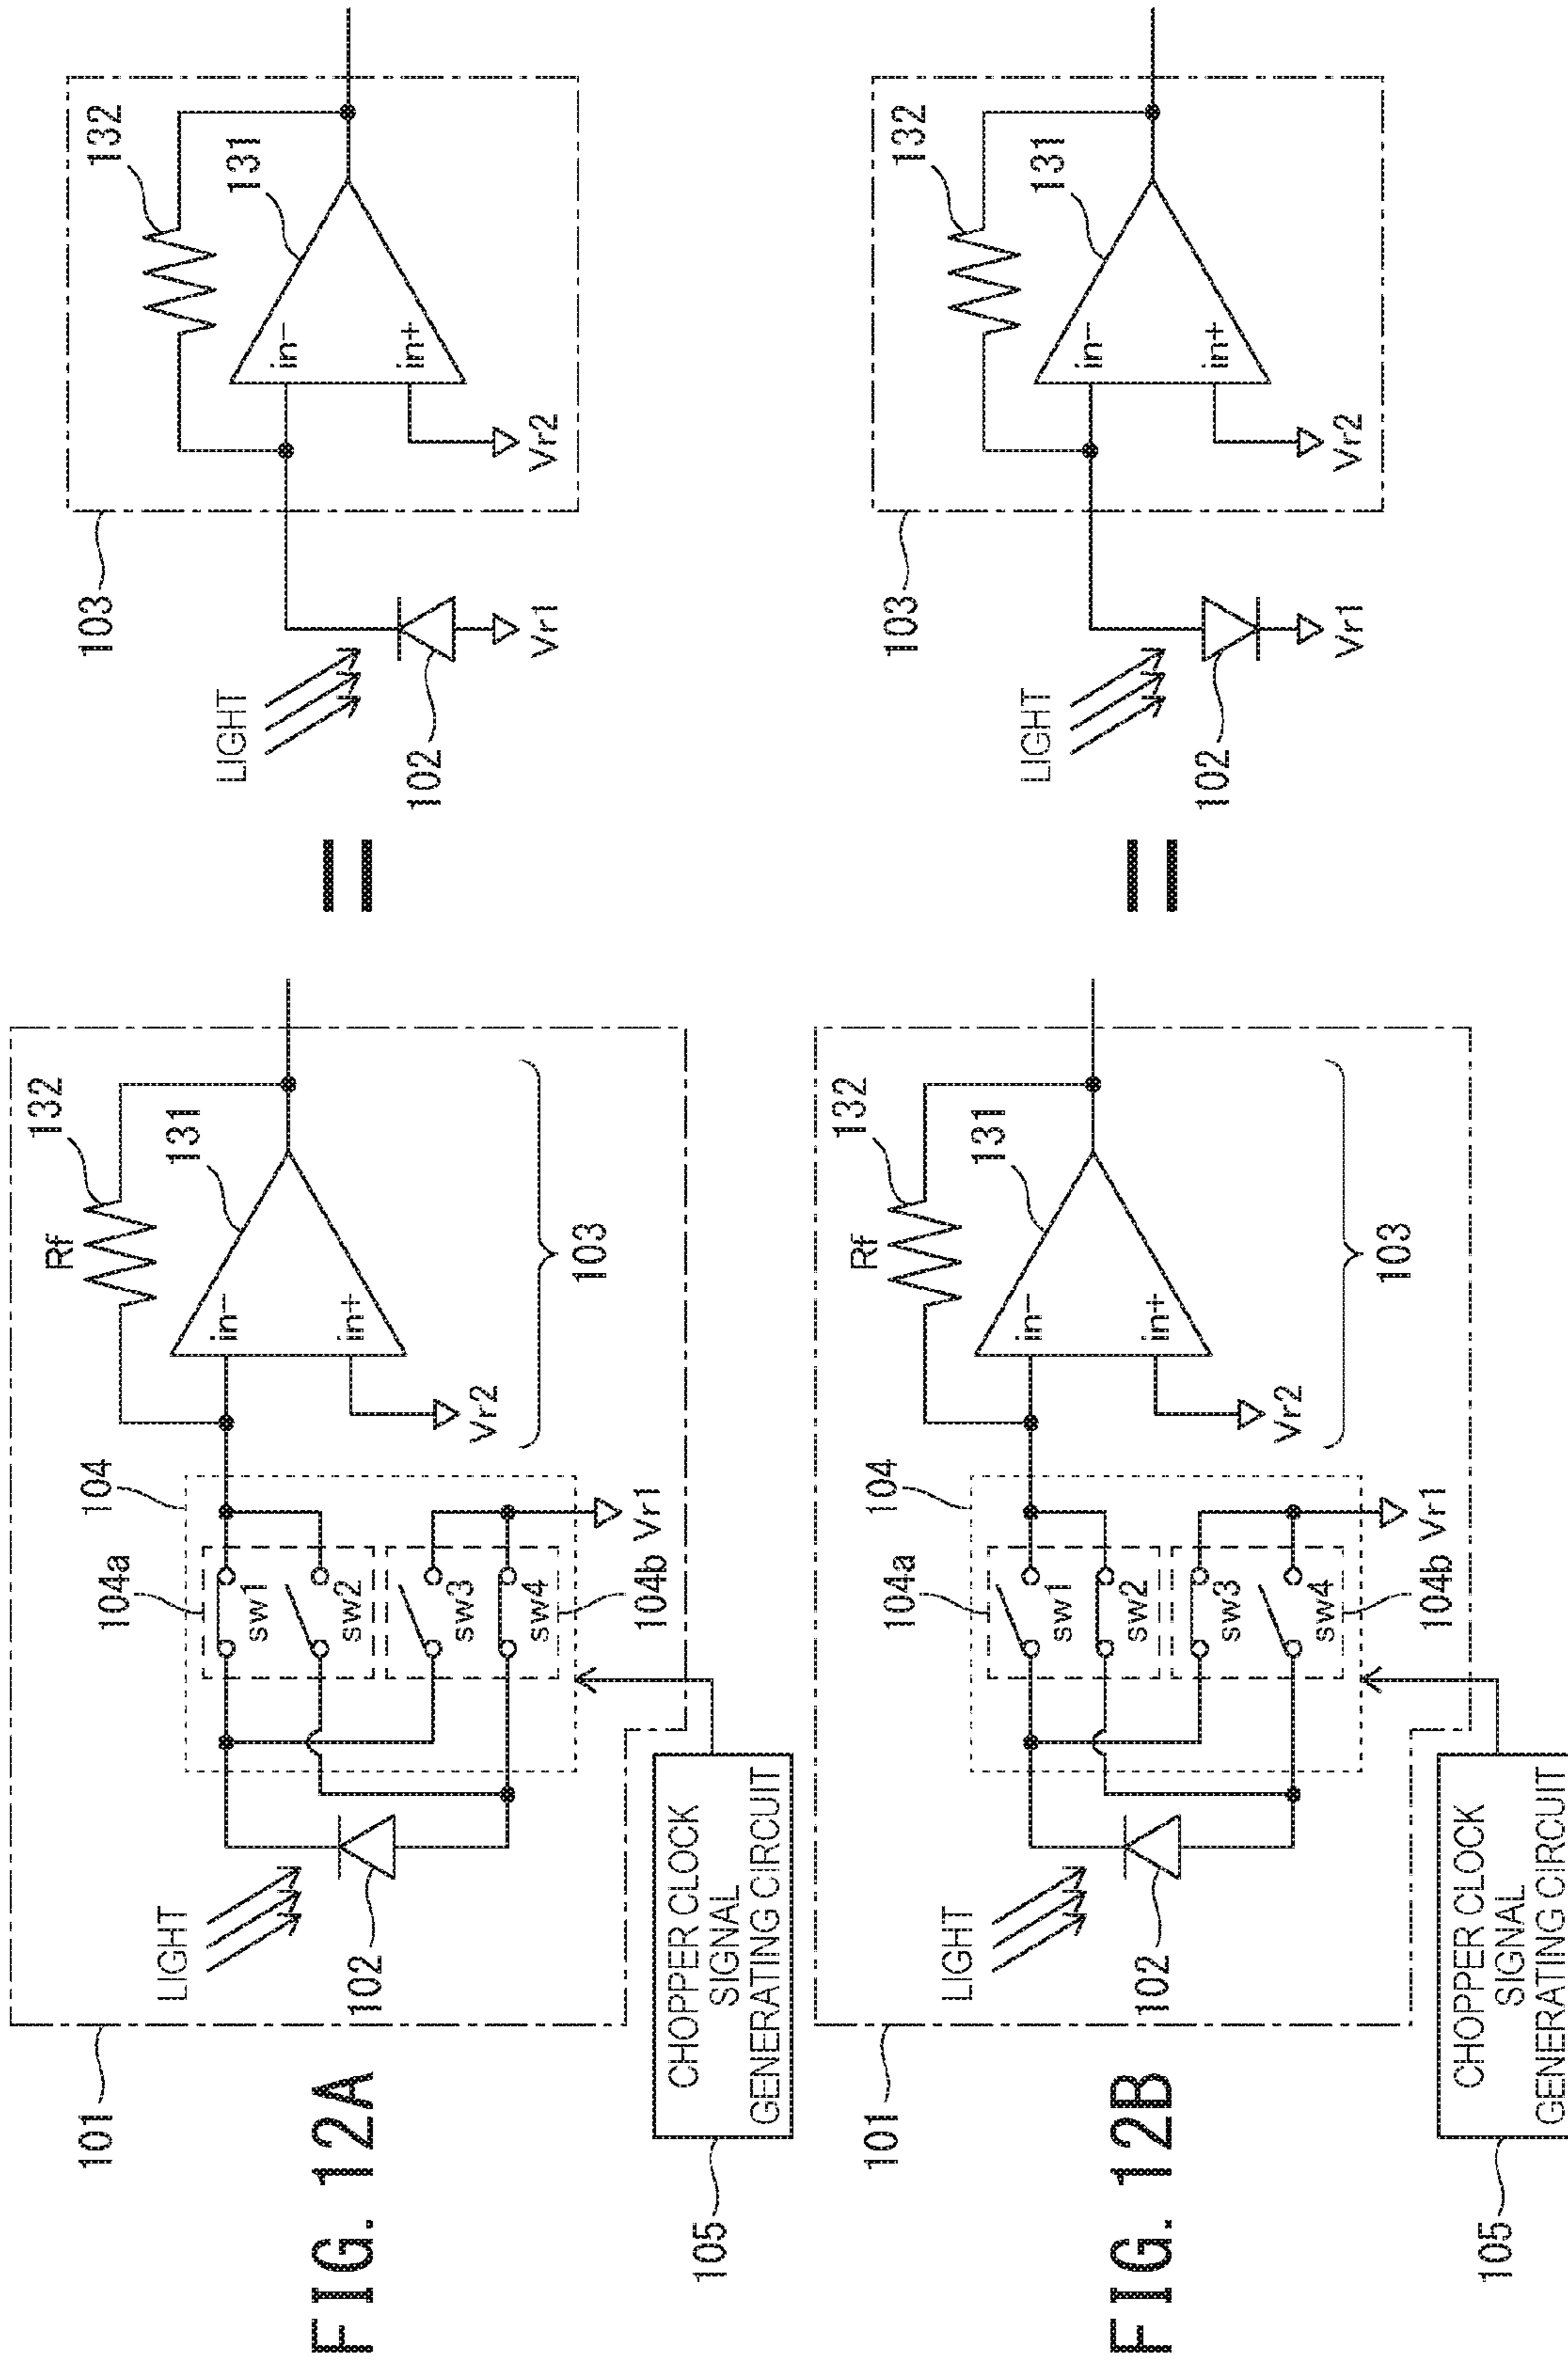 FIG. 12A
101
LIGHT
102
104
104a
sw1
sw2
sw3
sw4
104b
Vr1
Rf
132
131
in-
in+
Vr2
103
105
CHOPPER CLOCK
SIGNAL
GENERATING CIRCUIT
103
LIGHT
102
Vr1
132
131
in-
in+
Vr2
FIG. 12B
101
LIGHT
102
104
104a
sw1
sw2
sw3
sw4
104b
Vr1
Rf
132
131
in-
in+
Vr2
103
105
CHOPPER CLOCK
SIGNAL
GENERATING CIRCUIT
103
LIGHT
102
Vr1
132
131
in-
in+
Vr2